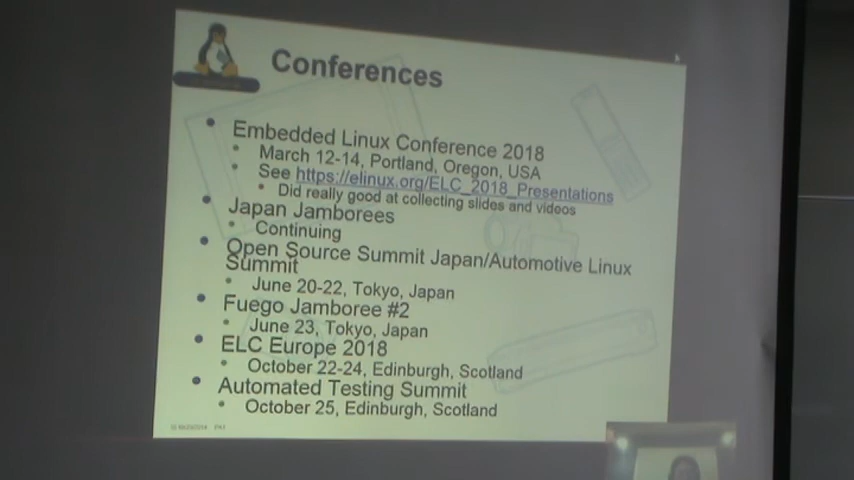 Conferences
• Embedded Linux Conference 2018
• March 12-14, Portland, Oregon, USA
• See https://elinux.org/ELC_2018_Presentations
• Did really good at collecting slides and videos
• Japan Jamborees
• Continuing
• Open Source Summit Japan/Automotive Linux
Summit
• June 20-22, Tokyo, Japan
• Fuego Jamboree #2
• June 23, Tokyo, Japan
• ELC Europe 2018
• October 22-24, Edinburgh, Scotland
• Automated Testing Summit
• October 25, Edinburgh, Scotland